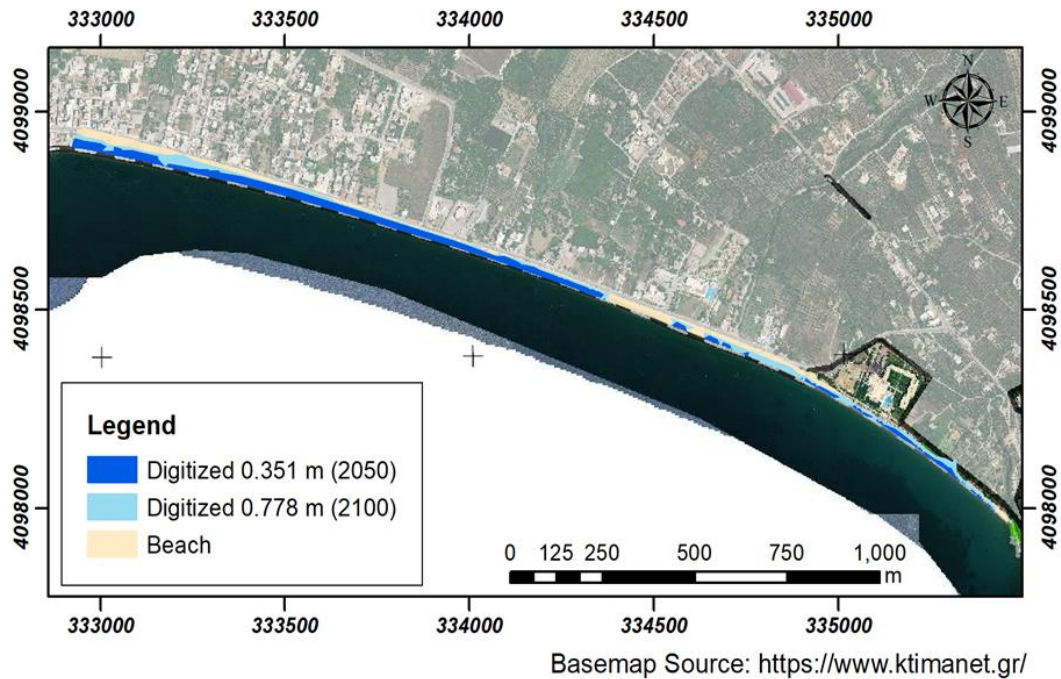 333000 333500 334000 334500 335000
4099000 4099000
N
W E
S
4098500 4098500
4098000 4098000
Legend
Digitized 0.351 m (2050)
Digitized 0.778 m (2100)
Beach
0 125 250 500 750 1,000
m
333000 333500 334000 334500 335000
Basemap Source: https://www.ktimanet.gr/